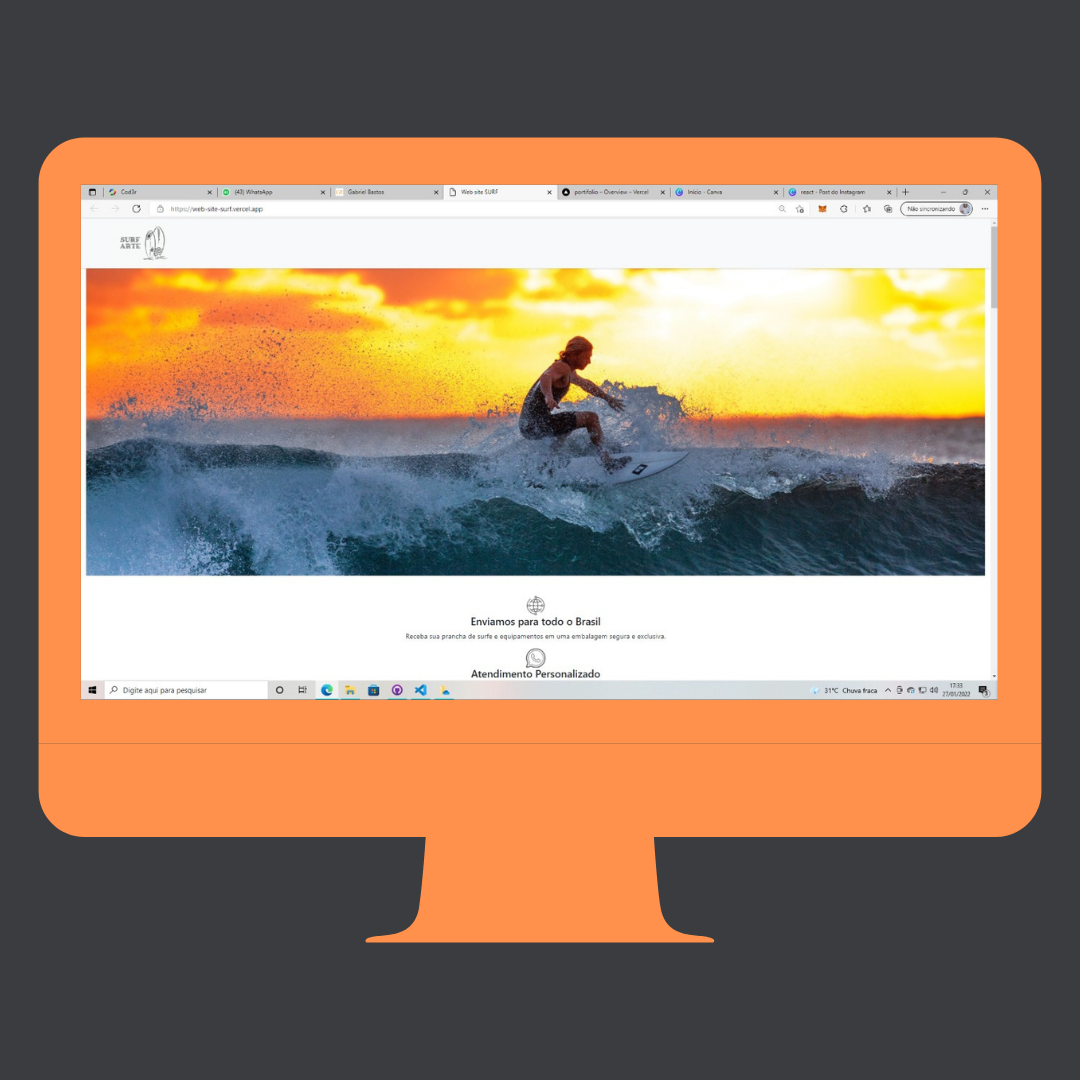 Cod3r
(43) WhatsApp
Gabriel Bastos
Web site SURF
portifolio – Overview – Vercel
Início - Canva
react - Post do Instagram
https://web-site-surf.vercel.app
Não sincronizando
SURF
ARTE
Enviamos para todo o Brasil
Receba sua prancha de surfe e equipamentos em uma embalagem segura e exclusiva.
Atendimento Personalizado
Digite aqui para pesquisar
31°C Chuva fraca
17:33
27/01/2022